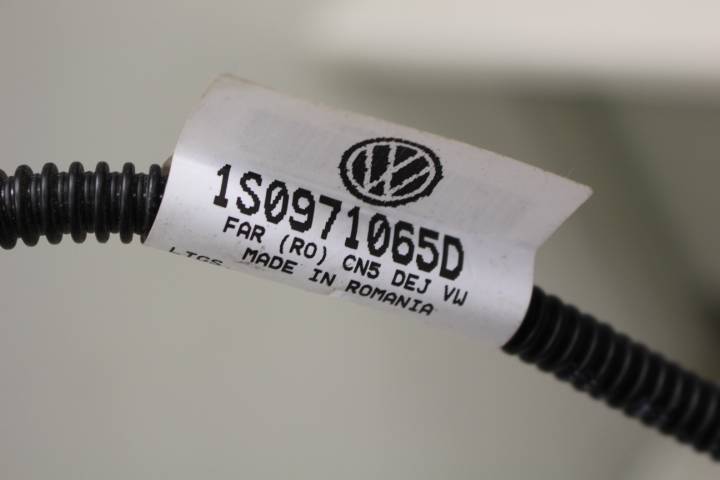 1S0971065D
FAR (RO) CN5 DEJ VW
MADE IN ROMANIA